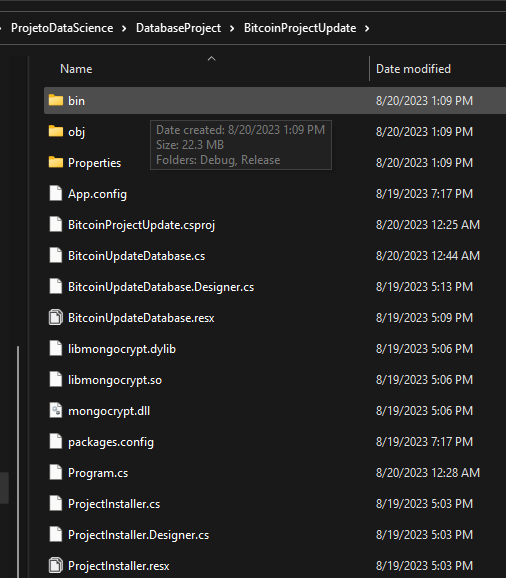 ProjetoDataScience > DatabaseProject > BitcoinProjectUpdate >
Name Date modified
bin 8/20/2023 1:09 PM
obj 8/20/2023 1:09 PM
Date created: 8/20/2023 1:09 PM
Size: 22.3 MB
Folders: Debug, Release
Properties 8/20/2023 1:09 PM
App.config 8/19/2023 7:17 PM
BitcoinProjectUpdate.csproj 8/20/2023 12:25 AM
BitcoinUpdateDatabase.cs 8/20/2023 12:44 AM
BitcoinUpdateDatabase.Designer.cs 8/19/2023 5:13 PM
BitcoinUpdateDatabase.resx 8/19/2023 5:09 PM
libmongocrypt.dylib 8/19/2023 5:06 PM
libmongocrypt.so 8/19/2023 5:06 PM
mongocrypt.dll 8/19/2023 5:06 PM
packages.config 8/19/2023 7:17 PM
Program.cs 8/20/2023 12:28 AM
ProjectInstaller.cs 8/19/2023 5:03 PM
ProjectInstaller.Designer.cs 8/19/2023 5:03 PM
ProjectInstaller.resx 8/19/2023 5:03 PM